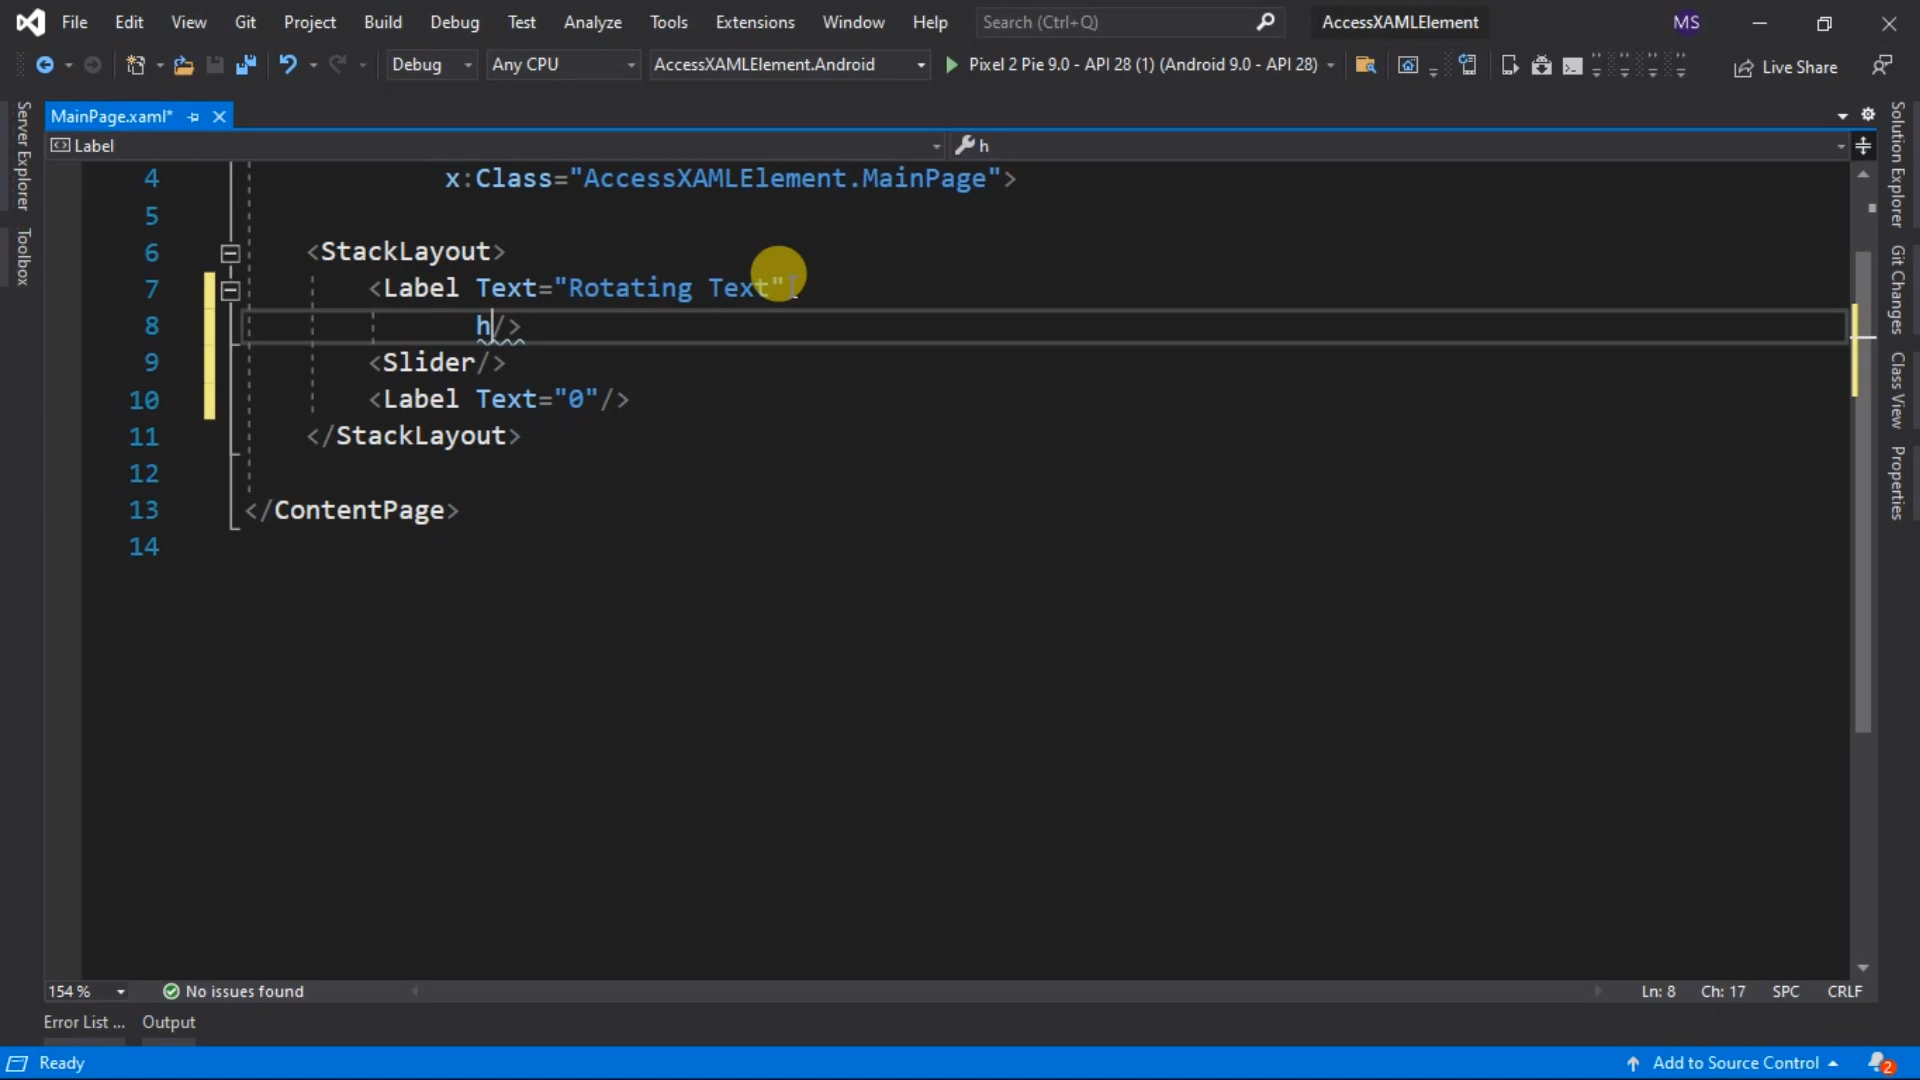 File Edit View Git Project Build Debug Test Analyze Tools Extensions Window Help Search (Ctrl+Q) AccessXAMLElement MS
Debug Any CPU AccessXAMLElement.Android Pixel 2 Pie 9.0 - API 28 (1) (Android 9.0 - API 28) Live Share
Server Explorer
Toolbox
MainPage.xaml*
Label h
4 x:Class="AccessXAMLElement.MainPage">
5
6 <StackLayout>
7 <Label Text="Rotating Text"
8 h/>
9 <Slider/>
10 <Label Text="0"/>
11 </StackLayout>
12
13 </ContentPage>
14
Solution Explorer
Git Changes
Class View
Properties
154 % No issues found Ln: 8 Ch: 17 SPC CRLF
Error List ... Output
Ready Add to Source Control 2